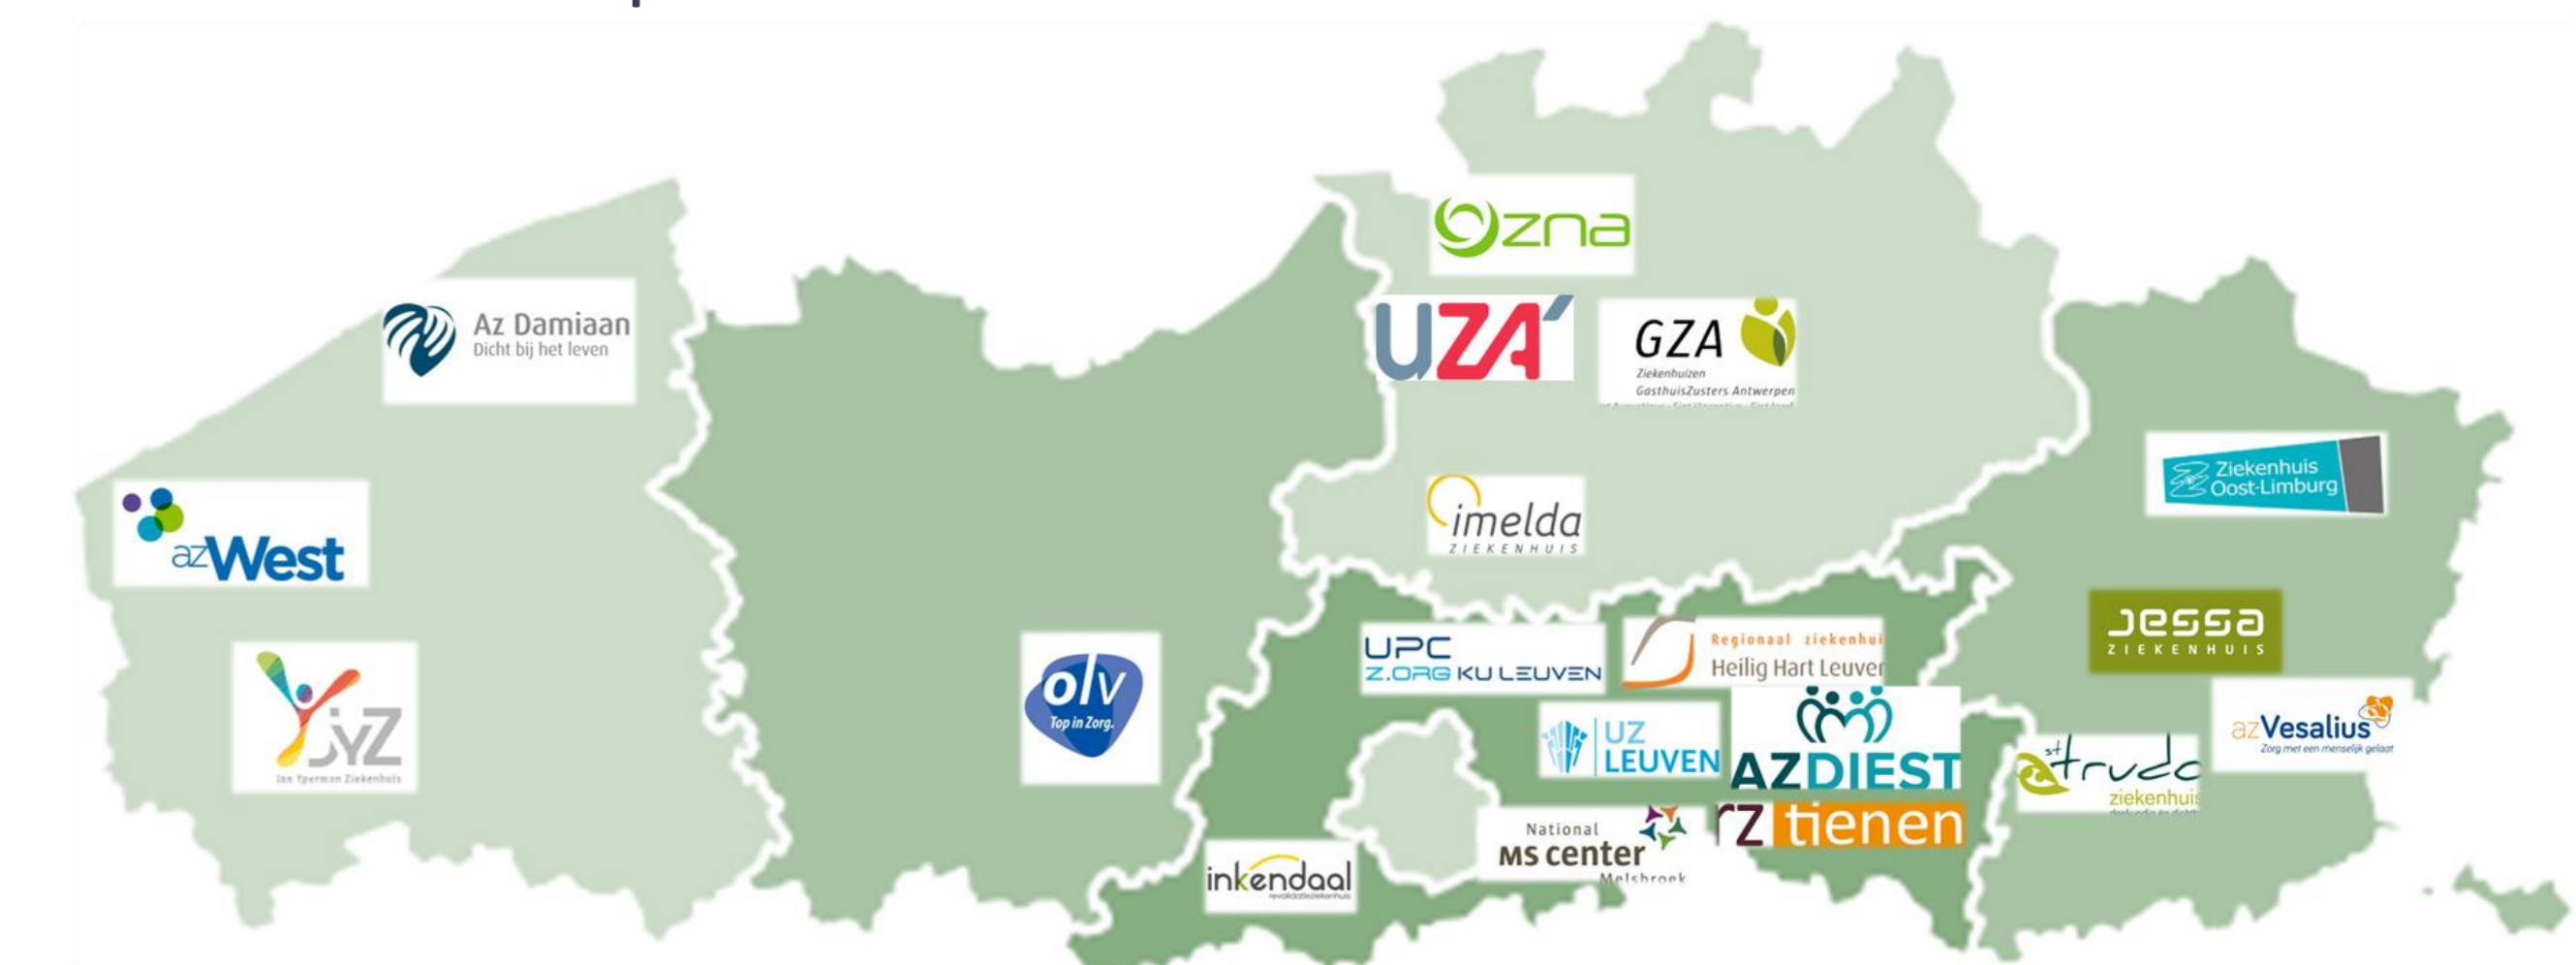 zna
Az Damiaan
Dicht bij het leven
UZA
GZA
Ziekenhuizen
GasthuisZusters Antwerpen
azWest
imelda
ZIEKENHUIS
Ziekenhuis
Oost-Limburg
JYZ
Jan Yperman Ziekenhuis
olv
Top in Zorg.
UPC
Z.ORG KU LEUVEN
Regionaal ziekenhui
Heilig Hart Leuven
Jessa
ZIEKENHUIS
UZ
LEUVEN
AZDIEST
st trudo
ziekenhuis
azVesalius
Zorg met een menselijk gelaat
National
MS center
Melsbroek
rz tienen
inkendaal
revalidatieziekenhuis